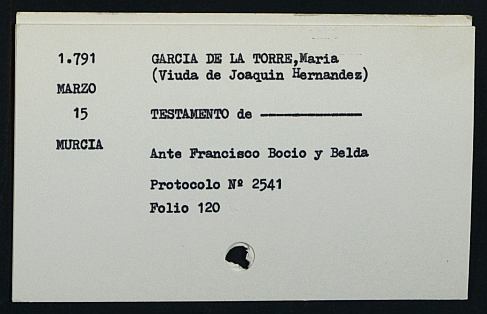 1.791 GARCIA DE LA TORRE,Maria
(Viuda de Joaquin Hernandez)
MARZO
15 TESTAMENTO de ----------------
MURCIA
Ante Francisco Bocio y Belda
Protocolo Nº 2541
Folio 120